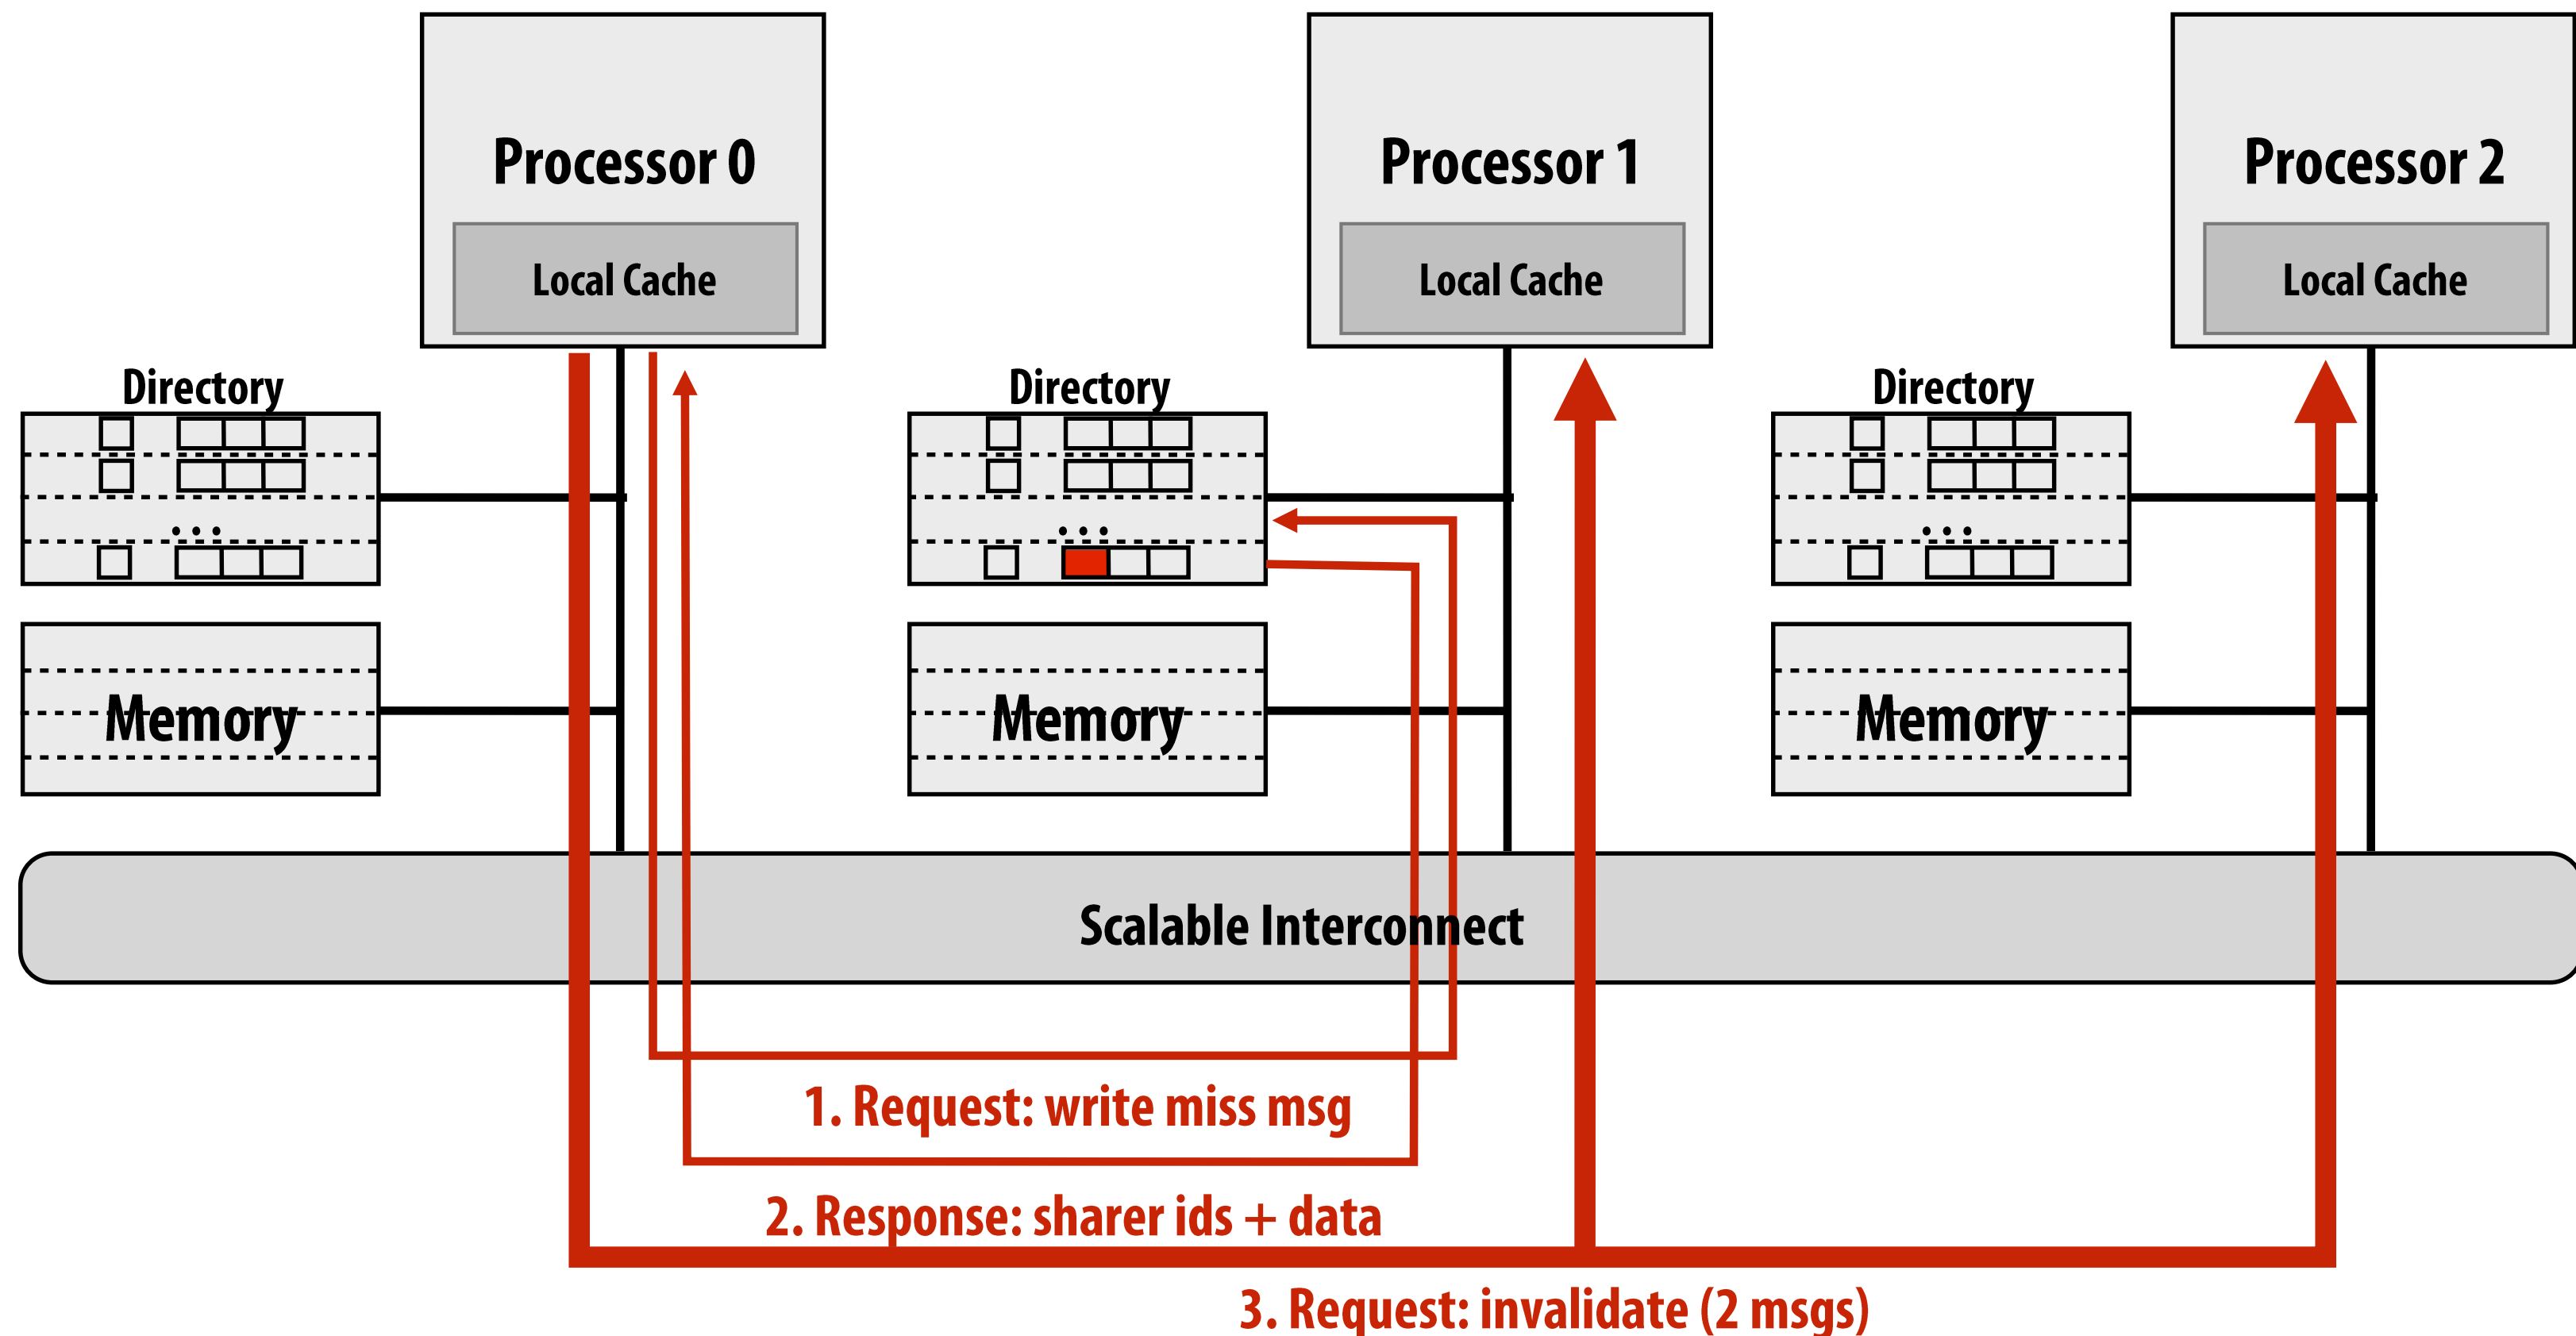 Processor 0
Processor 1
Processor 2
Local Cache
Local Cache
Local Cache
Directory
Directory
Directory
...
...
...
Memory
Memory
Memory
Scalable Interconnect
1. Request: write miss msg
2. Response: sharer ids + data
3. Request: invalidate (2 msgs)